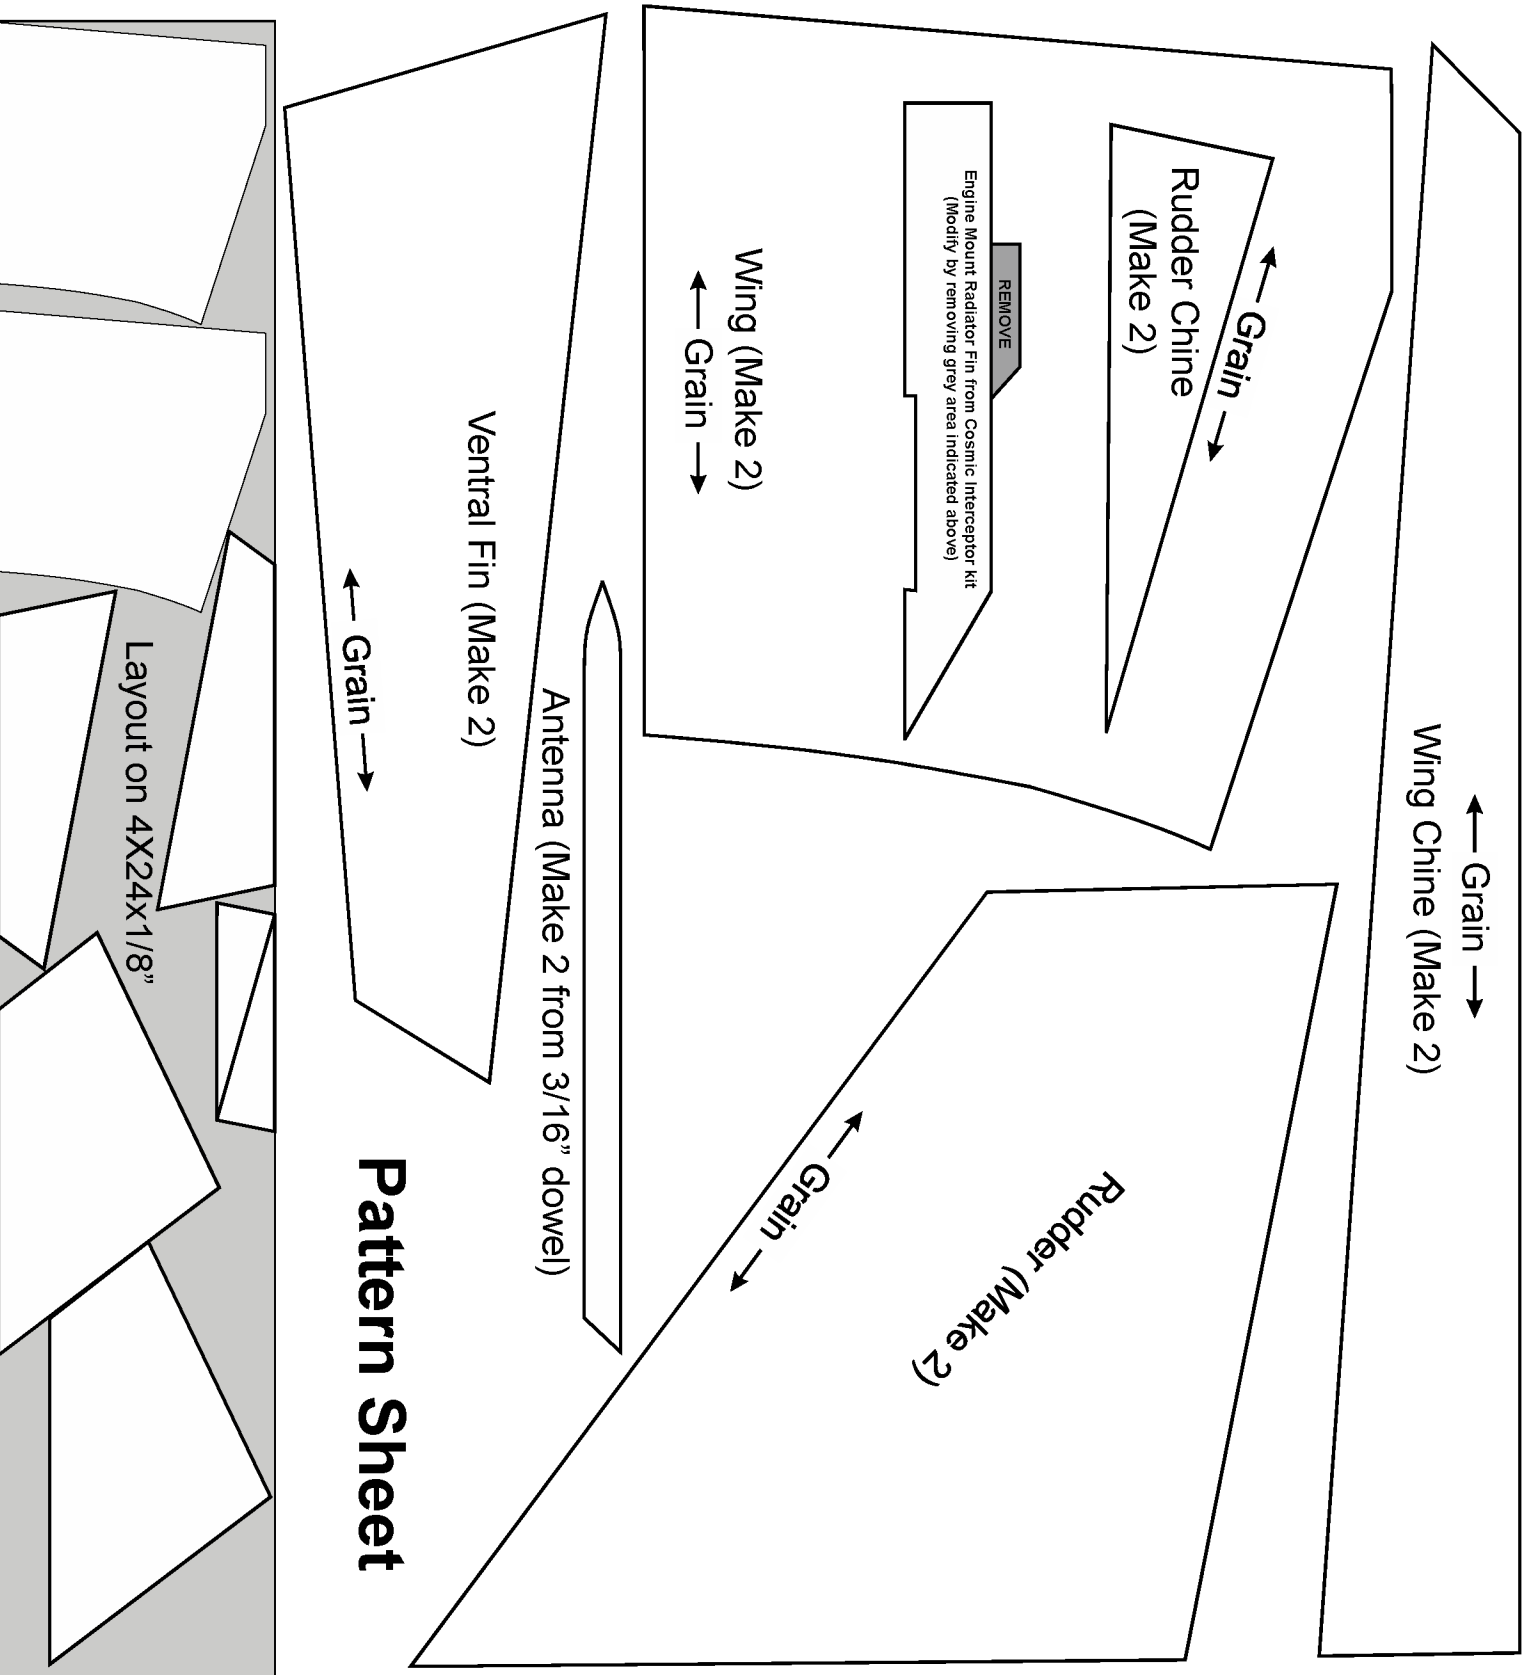 ← Grain →
Wing Chine (Make 2)
← Grain →
Rudder Chine
(Make 2)
REMOVE
Engine Mount Radiator Fin from Cosmic Interceptor kit
(Modify by removing grey area indicated above)
Wing (Make 2)
← Grain →
Rudder (Make 2)
← Grain →
Antenna (Make 2 from 3/16” dowel)
Ventral Fin (Make 2)
← Grain →
Pattern Sheet
Layout on 4X24x1/8”